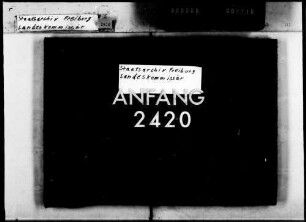 Staatsarchiv Freiburg
Landeskommissär
Staatsarchiv Freiburg
Landeskommissär
ANFANG
2420